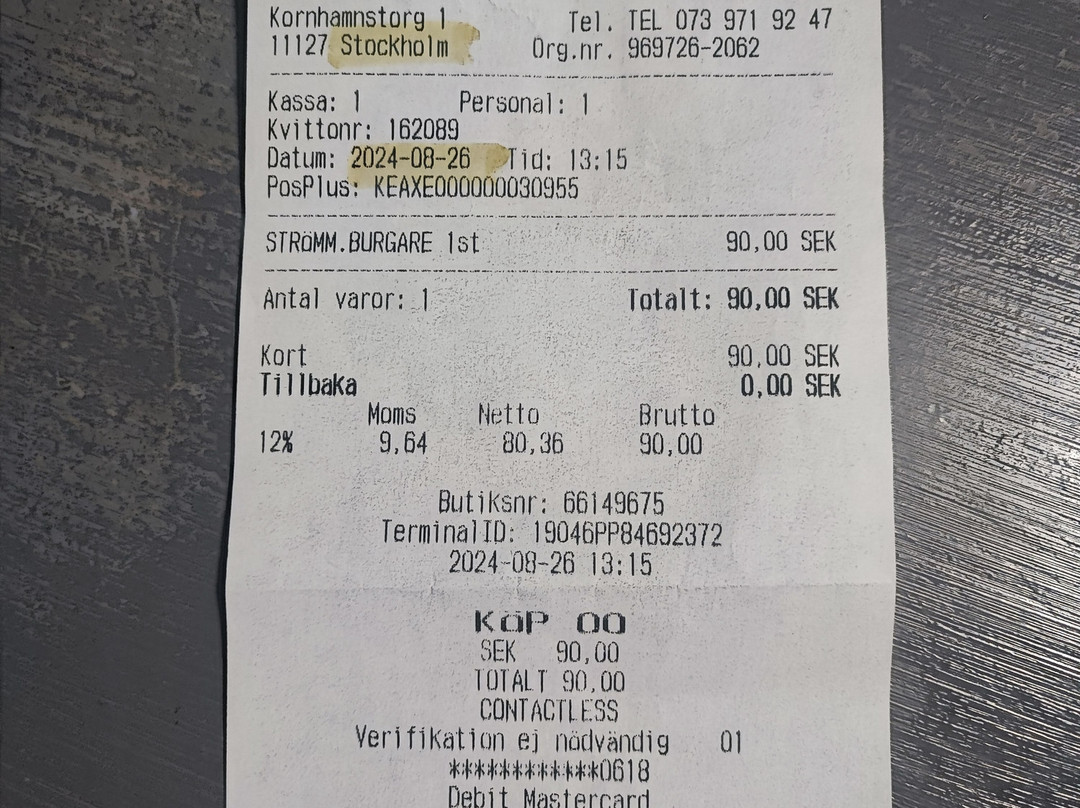 Kornhamnstorg 1 Tel. TEL 073 971 92 47
11127 Stockholm Org.nr. 969726-2062
Kassa: 1 Personal: 1
Kvittonr: 162089
Datum: 2024-08-26 Tid: 13:15
PosPlus: KEAXE000000030955
STRöMM.BURGARE 1st 90,00 SEK
Antal varor: 1 Totalt: 90,00 SEK
Kort 90,00 SEK
Tillbaka 0,00 SEK
Moms Netto Brutto
12% 9,64 80,36 90,00
Butiksnr: 66149675
TerminalID: 19046PP84692372
2024-08-26 13:15
KöP 00
SEK 90,00
TOTALT 90,00
CONTACTLESS
Verifikation ej nödvändig 01
************0618
Debit Mastercard